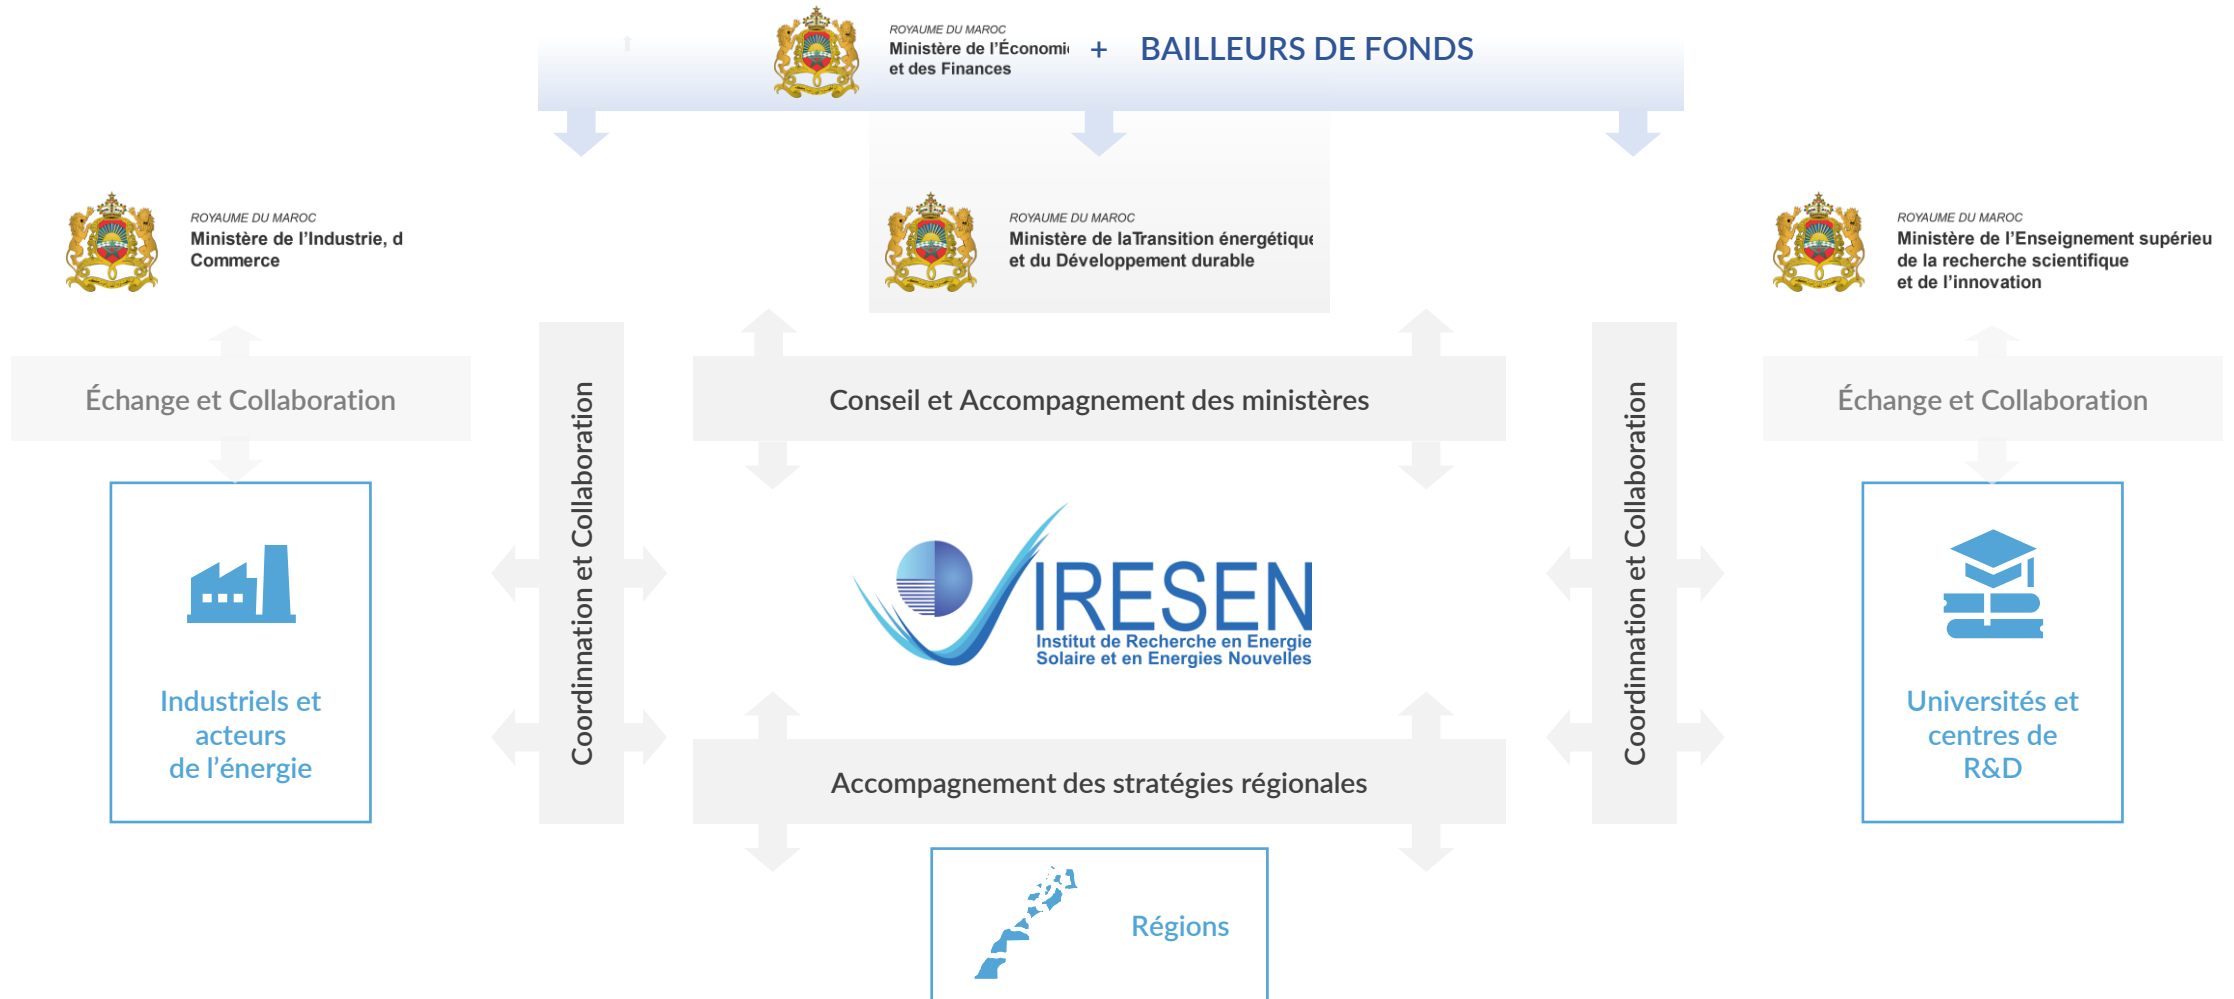 ROYAUME DU MAROC
Ministère de l'Économi
et des Finances
+ BAILLEURS DE FONDS
ROYAUME DU MAROC
Ministère de l'Industrie, d
Commerce
ROYAUME DU MAROC
Ministère de laTransition énergétique
et du Développement durable
ROYAUME DU MAROC
Ministère de l'Enseignement supérieu
de la recherche scientifique
et de l'innovation
Échange et Collaboration
Coordinnation et Collaboration
Conseil et Accompagnement des ministères
Coordinnation et Collaboration
Échange et Collaboration
IRESEN
Institut de Recherche en Energie
Solaire et en Energies Nouvelles
Industriels et
acteurs
de l'énergie
Universités et
centres de
R&D
Accompagnement des stratégies régionales
Régions